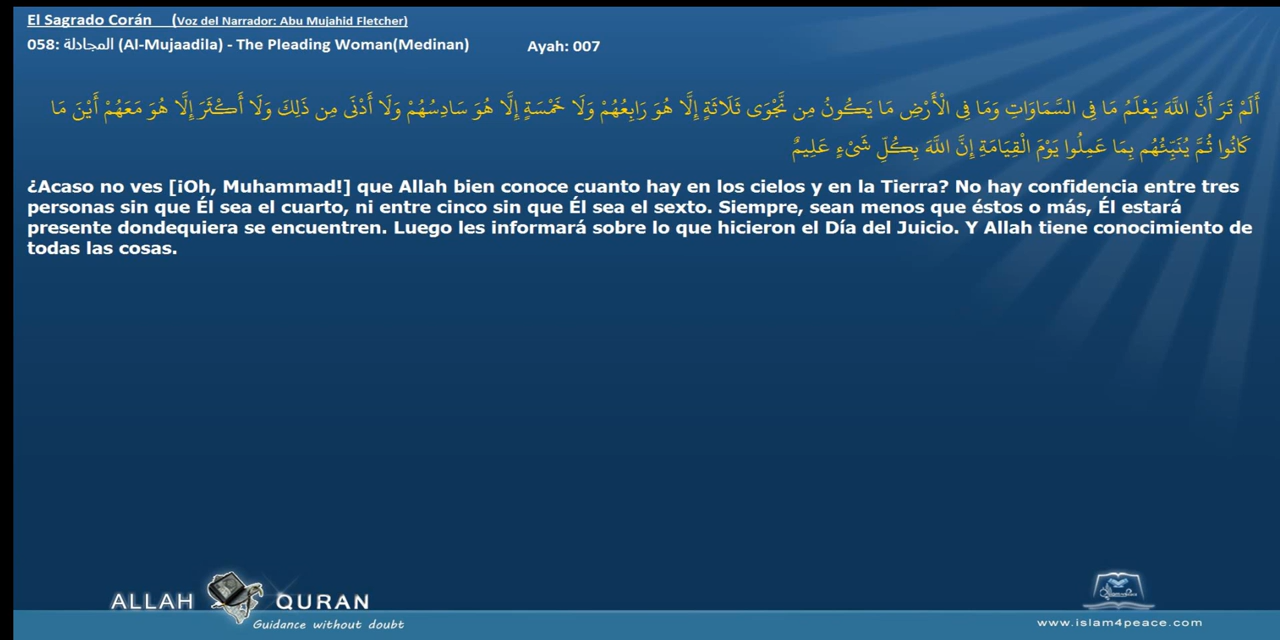 El Sagrado Corán (Voz del Narrador: Abu Mujahid Fletcher)
058: المجادلة (Al-Mujaadila) - The Pleading Woman(Medinan) Ayah: 007
أَلَمْ تَرَ أَنَّ اللَّهَ يَعْلَمُ مَا فِي السَّمَاوَاتِ وَمَا فِي الْأَرْضِ مَا يَكُونُ مِن نَّجْوَى ثَلَاثَةٍ إِلَّا هُوَ رَابِعُهُمْ وَلَا خَمْسَةٍ إِلَّا هُوَ سَادِسُهُمْ وَلَا أَدْنَى مِن ذَلِكَ وَلَا أَكْثَرَ إِلَّا هُوَ مَعَهُمْ أَيْنَ مَا
كَانُوا ثُمَّ يُنَبِّئُهُم بِمَا عَمِلُوا يَوْمَ الْقِيَامَةِ إِنَّ اللَّهَ بِكُلِّ شَيْءٍ عَلِيمٌ
¿Acaso no ves [¡Oh, Muhammad!] que Allah bien conoce cuanto hay en los cielos y en la Tierra? No hay confidencia entre tres
personas sin que Él sea el cuarto, ni entre cinco sin que Él sea el sexto. Siempre, sean menos que éstos o más, Él estará
presente dondequiera se encuentren. Luego les informará sobre lo que hicieron el Día del Juicio. Y Allah tiene conocimiento de
todas las cosas.
ALLAH QURAN
Guidance without doubt
www.islam4peace.com